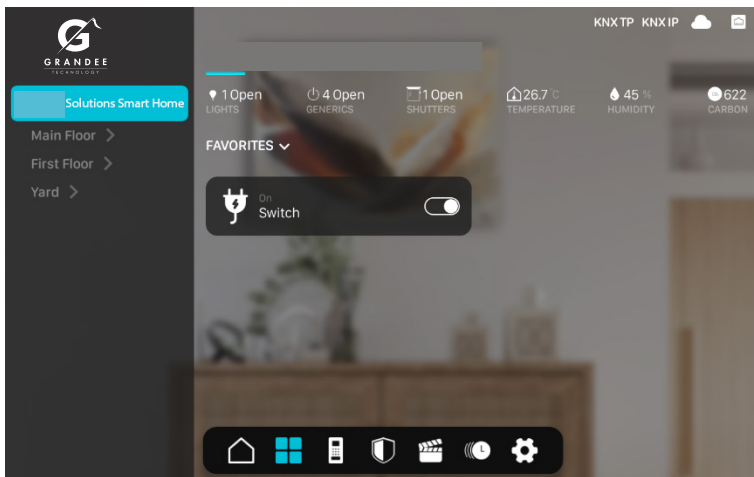 KNX TP KNX IP
GRANDEE
TECHNOLOGY
Solutions Smart Home
Main Floor
First Floor
Yard
1 Open
LIGHTS
4 Open
GENERICS
1 Open
SHUTTERS
26.7 °C
TEMPERATURE
45 %
HUMIDITY
622
CARBON
FAVORITES
On
Switch